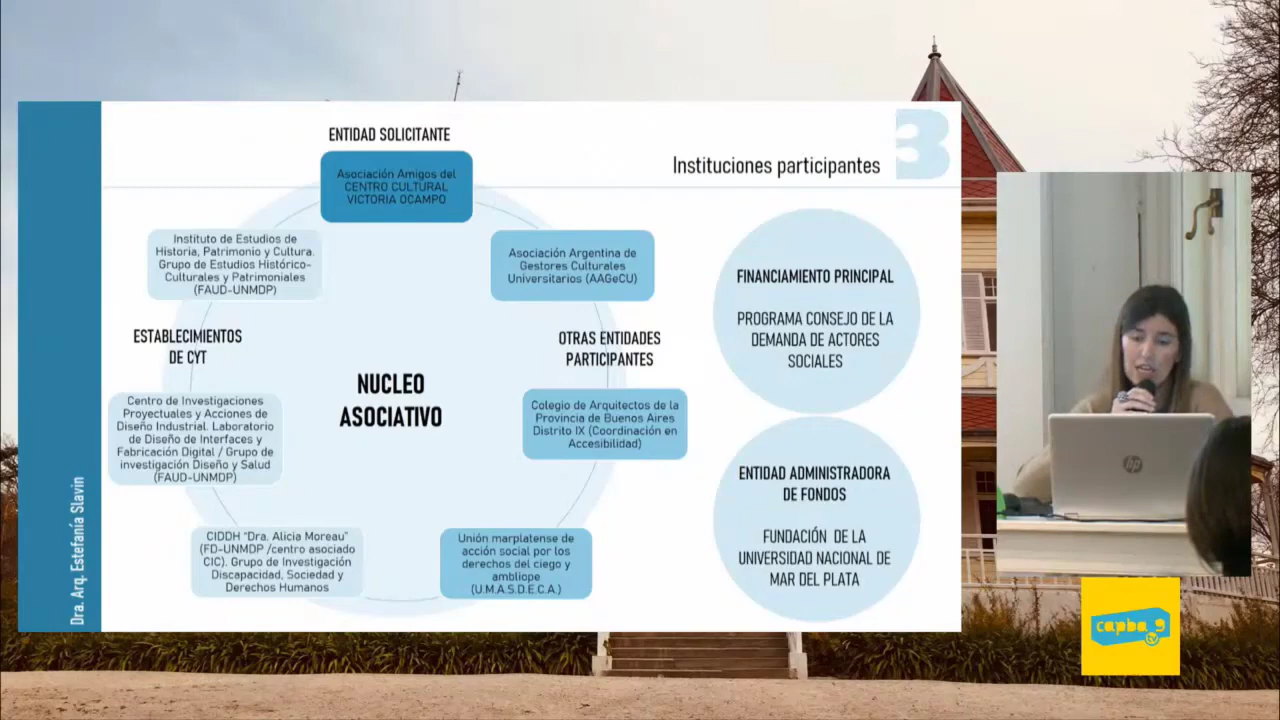 ENTIDAD SOLICITANTE
Asociación Amigos del
CENTRO CULTURAL
VICTORIA OCAMPO
Instituciones participantes
3
Instituto de Estudios de
Historia, Patrimonio y Cultura.
Grupo de Estudios Histórico-
Culturales y Patrimoniales
(FAUD-UNMDP)
Asociación Argentina de
Gestores Culturales
Universitarios (AAGeCU)
ESTABLECIMIENTOS
DE CYT
OTRAS ENTIDADES
PARTICIPANTES
NUCLEO
ASOCIATIVO
Centro de Investigaciones
Proyectuales y Acciones de
Diseño Industrial. Laboratorio
de Diseño de Interfaces y
Fabricación Digital / Grupo de
investigación Diseño y Salud
(FAUD-UNMDP)
Colegio de Arquitectos de la
Provincia de Buenos Aires
Distrito IX (Coordinación en
Accesibilidad)
CIDDH "Dra. Alicia Moreau"
(FD-UNMDP /centro asociado
CIC). Grupo de Investigación
Discapacidad, Sociedad y
Derechos Humanos
Unión marplatense de
acción social por los
derechos del ciego y
ambliope
(U.M.A.S.D.E.C.A.)
FINANCIAMIENTO PRINCIPAL
PROGRAMA CONSEJO DE LA
DEMANDA DE ACTORES
SOCIALES
ENTIDAD ADMINISTRADORA
DE FONDOS
FUNDACIÓN DE LA
UNIVERSIDAD NACIONAL DE
MAR DEL PLATA
Dra. Arq. Estefanía Slavin
hp
capba 9
tv